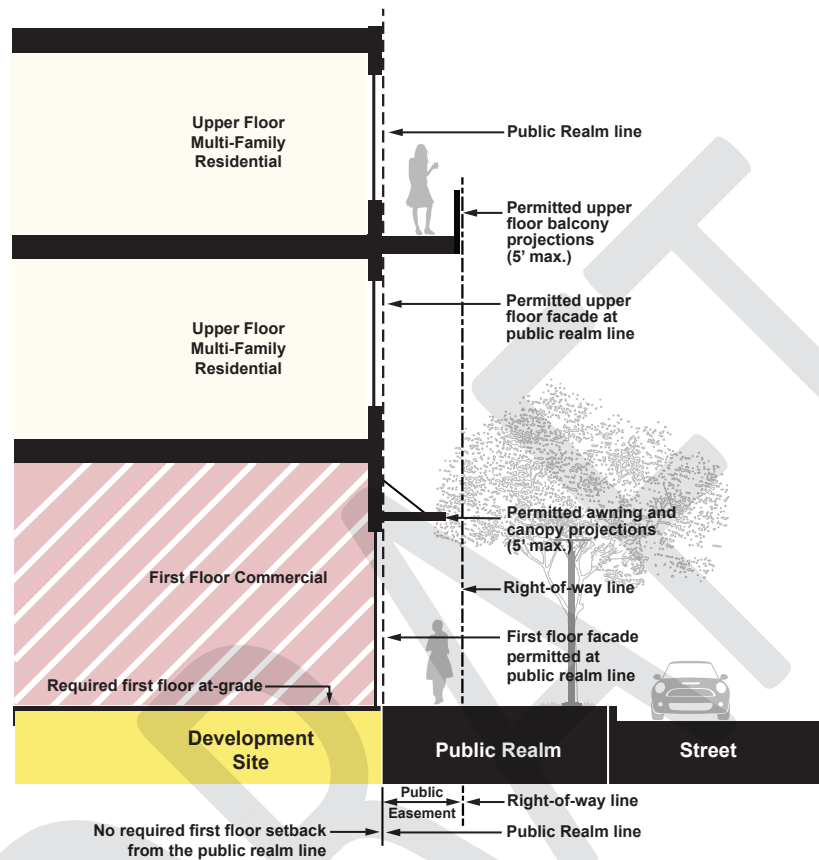 Upper Floor
Multi-Family
Residential
Public Realm line
Permitted upper
floor balcony
projections
(5' max.)
Upper Floor
Multi-Family
Residential
Permitted upper
floor facade at
public realm line
Permitted awning and
canopy projections
(5' max.)
First Floor Commercial
Right-of-way line
First floor facade
permitted at
public realm line
Required first floor at-grade
Development
Site
Public Realm
Street
Public
Easement
Right-of-way line
No required first floor setback
from the public realm line
Public Realm line
DRAFT